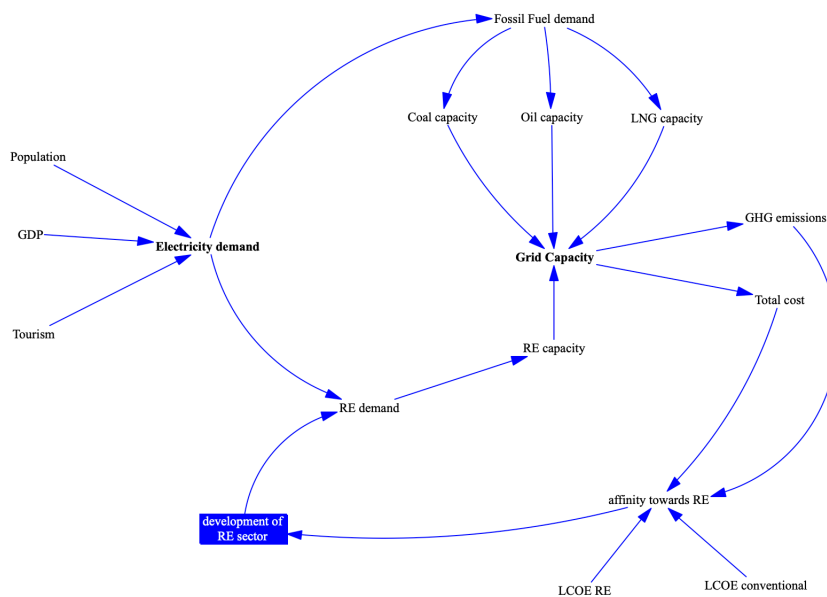 Fossil Fuel demand
Coal capacity
Oil capacity
LNG capacity
Population
GDP
Electricity demand
Tourism
GHG emissions
Grid Capacity
Total cost
RE capacity
RE demand
affinity towards RE
development of
RE sector
LCOE RE
LCOE conventional